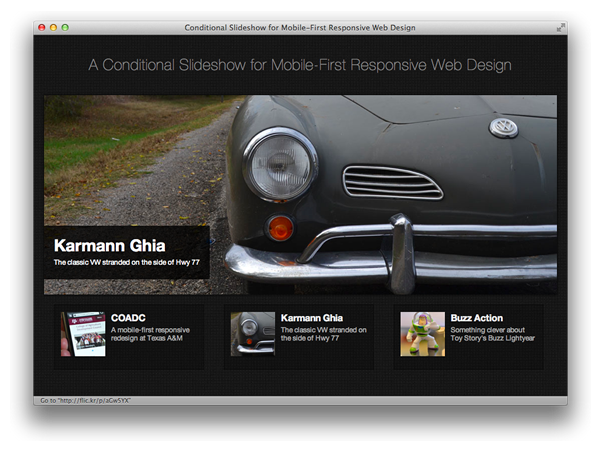 Conditional Slideshow for Mobile-First Responsive Web Design
A Conditional Slideshow for Mobile-First Responsive Web Design
Karmann Ghia
The classic VW stranded on the side of Hwy 77
COADC
A mobile-first responsive
redesign at Texas A&M
Karmann Ghia
The classic VW stranded on
the side of Hwy 77
Buzz Action
Something clever about
Toy Story's Buzz Lightyear
Go to "http://flic.kr/p/aGwSYX"